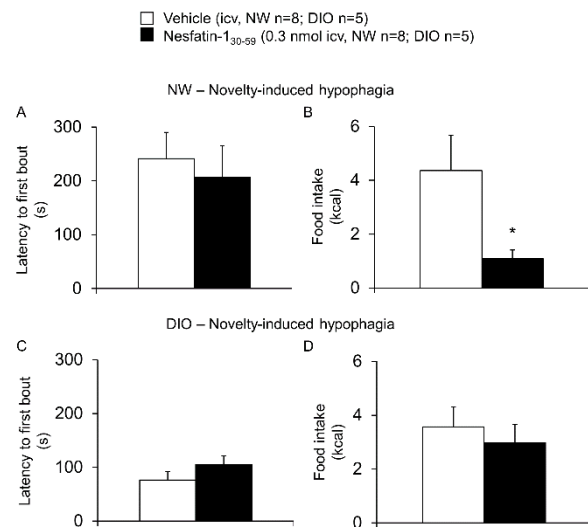 Vehicle (icv, NW n=8; DIO n=5)
Nesfatin-1₃₀₋₅₉ (0.3 nmol icv, NW n=8; DIO n=5)
NW – Novelty-induced hypophagia
A
Latency to first bout
(s)
300
200
100
0
B
Food intake
(kcal)
6
4
2
0
*
DIO – Novelty-induced hypophagia
C
Latency to first bout
(s)
300
200
100
0
D
Food intake
(kcal)
6
4
2
0